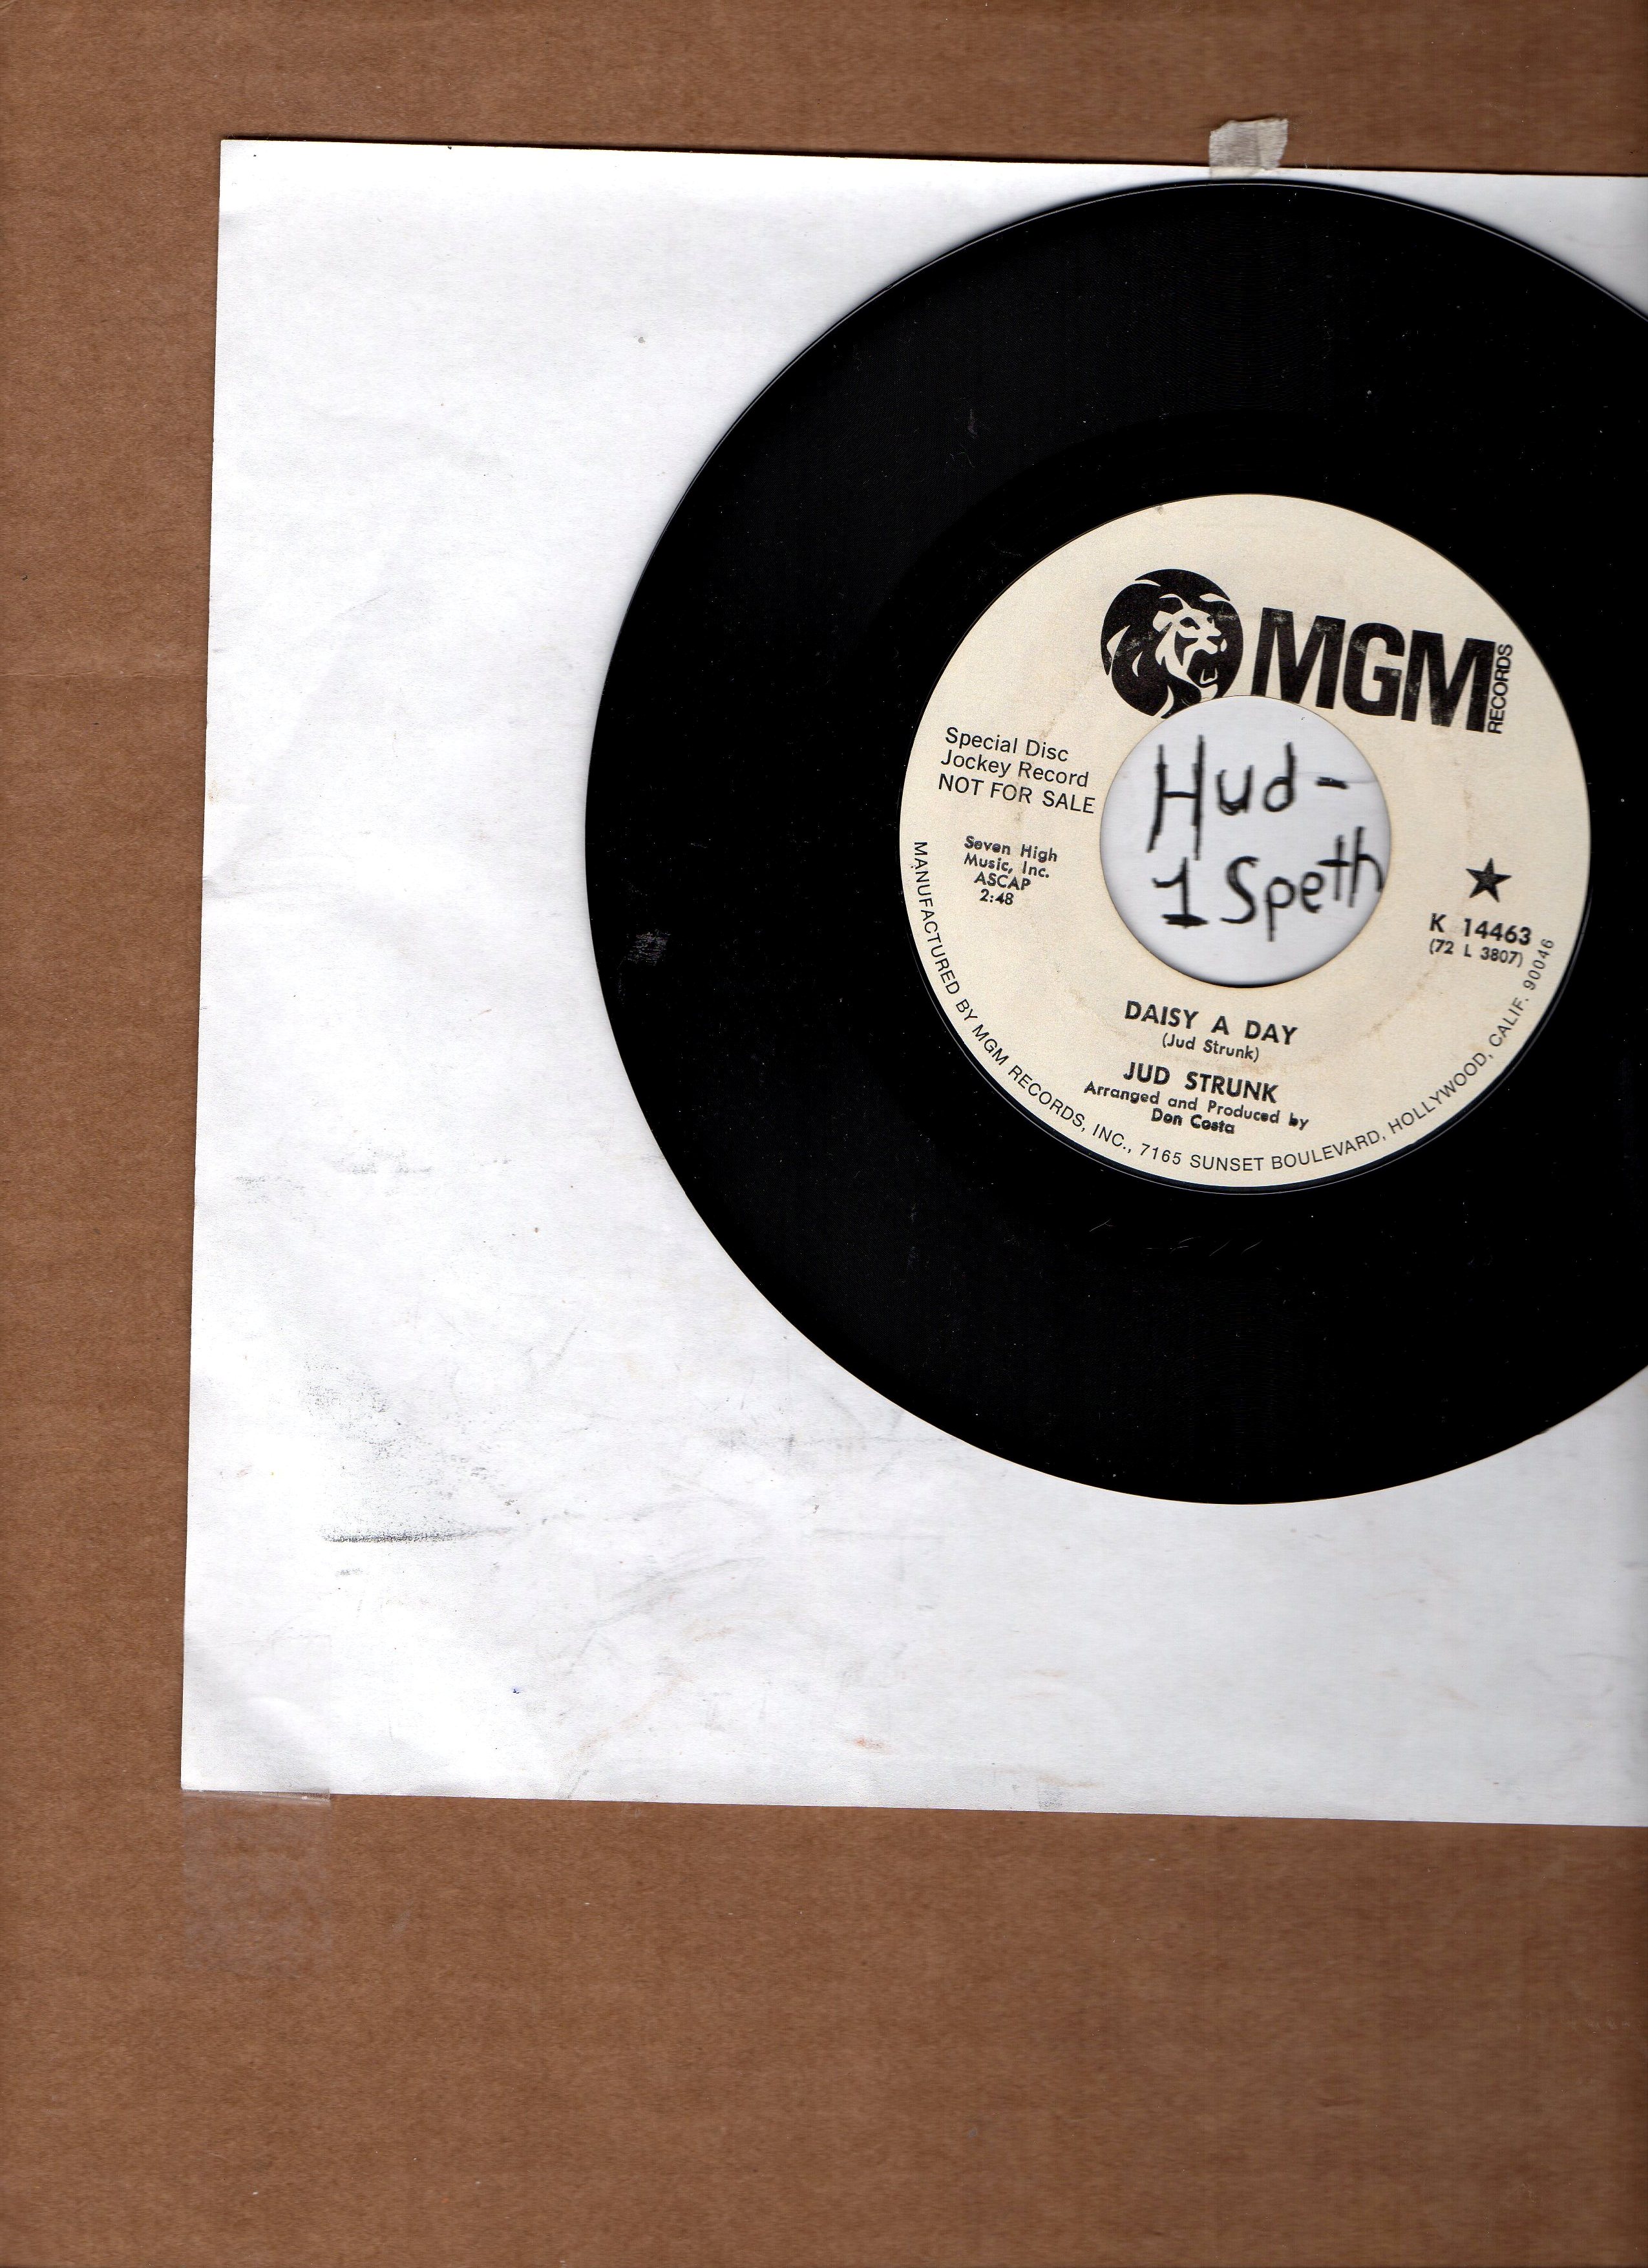 MGM RECORDS
Special Disc
Jockey Record
NOT FOR SALE
Hud-
1 Speth
Seven High
Music, Inc.
ASCAP
2:48
K 14463
(72 L 3807)
DAISY A DAY
(Jud Strunk)
JUD STRUNK
Arranged and Produced by
Don Costa
MANUFACTURED BY MGM RECORDS, INC., 7165 SUNSET BOULEVARD, HOLLYWOOD, CALIF. 90046